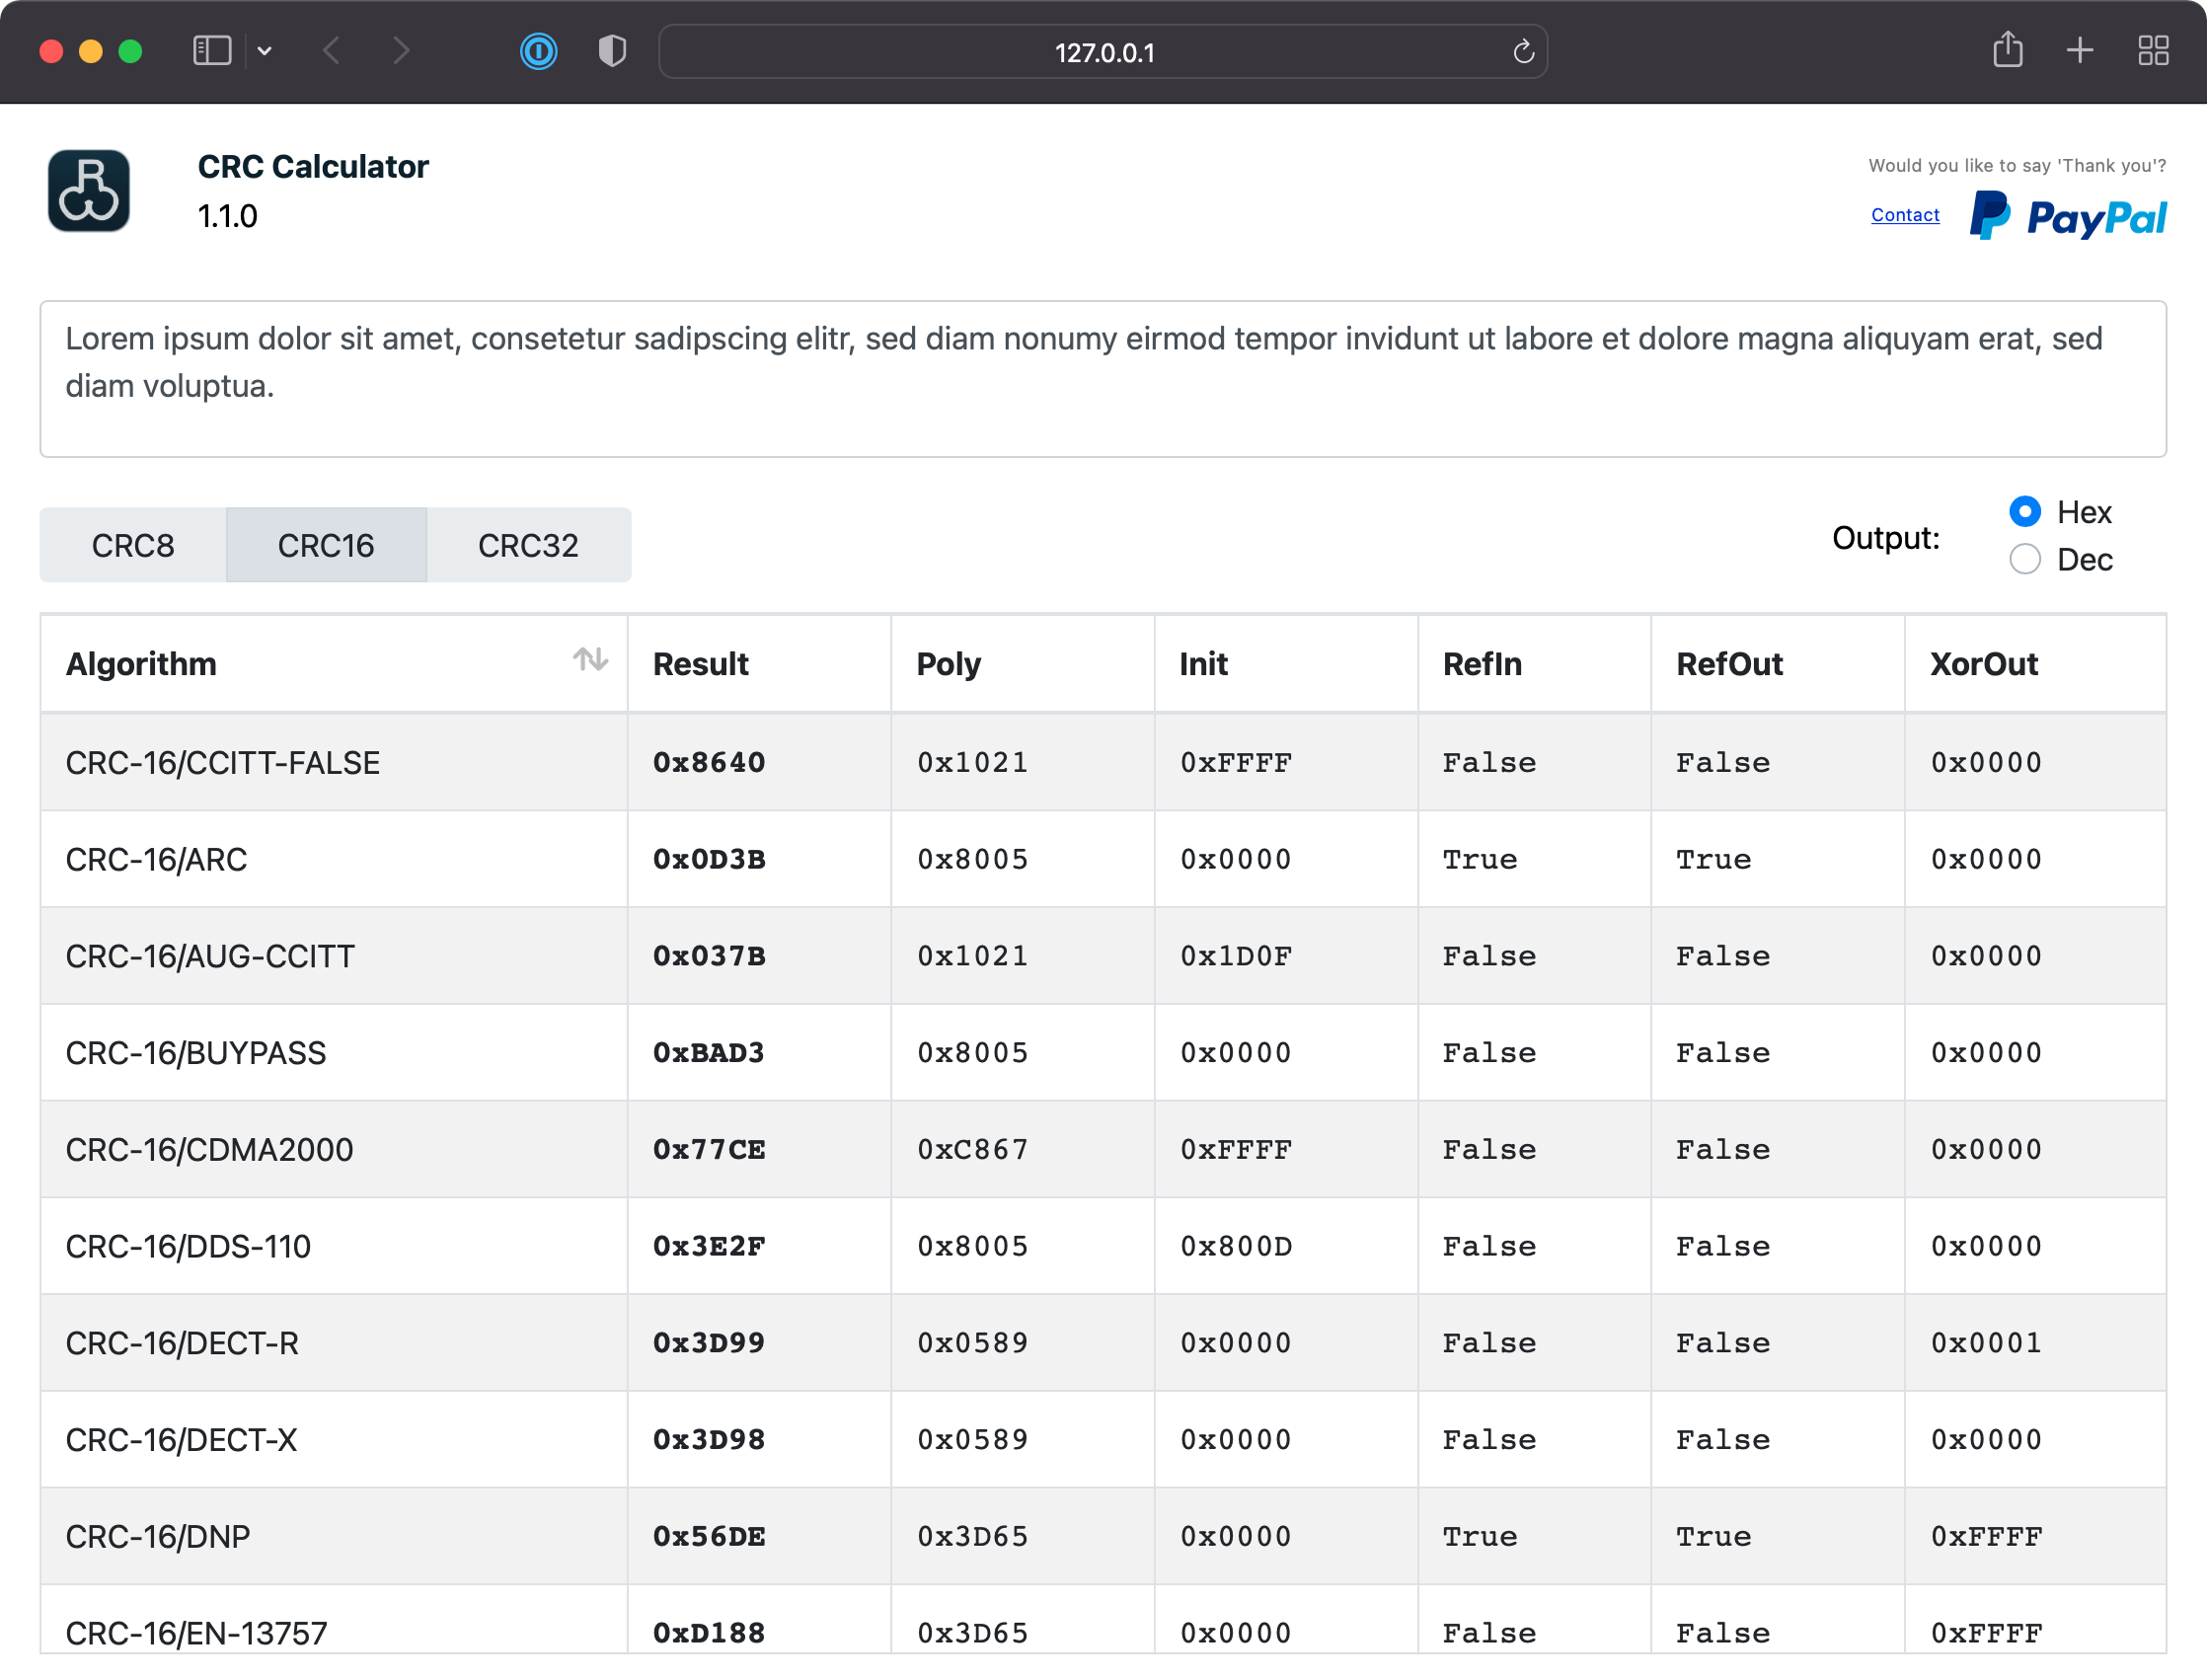 127.0.0.1
CRC Calculator
1.1.0
Would you like to say 'Thank you'?
Contact PayPal
Lorem ipsum dolor sit amet, consetetur sadipscing elitr, sed diam nonumy eirmod tempor invidunt ut labore et dolore magna aliquyam erat, sed
diam voluptua.
CRC8 CRC16 CRC32
Output:
Hex
Dec
Algorithm Result Poly Init RefIn RefOut XorOut
CRC-16/CCITT-FALSE 0x8640 0x1021 0xFFFF False False 0x0000
CRC-16/ARC 0x0D3B 0x8005 0x0000 True True 0x0000
CRC-16/AUG-CCITT 0x037B 0x1021 0x1D0F False False 0x0000
CRC-16/BUYPASS 0xBAD3 0x8005 0x0000 False False 0x0000
CRC-16/CDMA2000 0x77CE 0xC867 0xFFFF False False 0x0000
CRC-16/DDS-110 0x3E2F 0x8005 0x800D False False 0x0000
CRC-16/DECT-R 0x3D99 0x0589 0x0000 False False 0x0001
CRC-16/DECT-X 0x3D98 0x0589 0x0000 False False 0x0000
CRC-16/DNP 0x56DE 0x3D65 0x0000 True True 0xFFFF
CRC-16/EN-13757 0xD188 0x3D65 0x0000 False False 0xFFFF